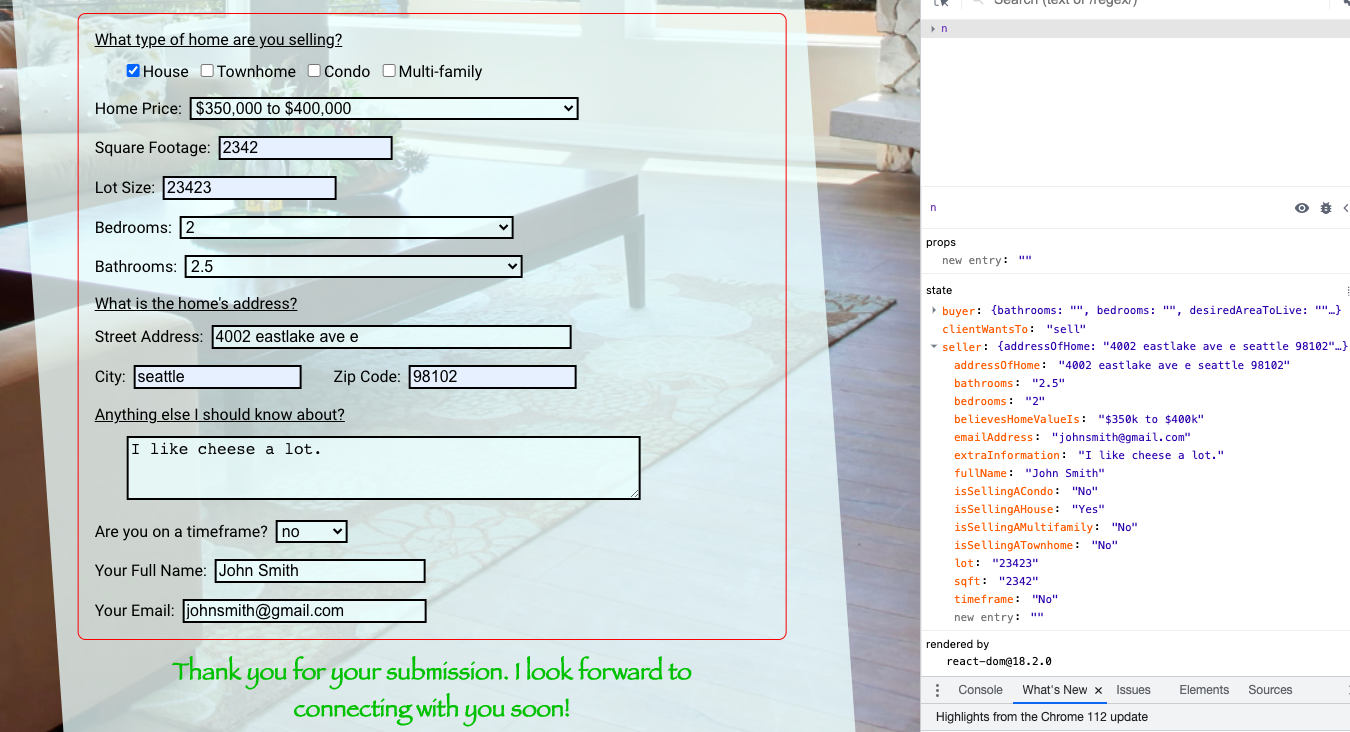 What type of home are you selling?
House Townhome Condo Multi-family
Home Price: $350,000 to $400,000
Square Footage: 2342
Lot Size: 23423
Bedrooms: 2
Bathrooms: 2.5
What is the home's address?
Street Address: 4002 eastlake ave e
City: seattle Zip Code: 98102
Anything else I should know about?
I like cheese a lot.
Are you on a timeframe? no
Your Full Name: John Smith
Your Email: johnsmith@gmail.com
Thank you for your submission. I look forward to
connecting with you soon!
Search (text or /regex/)
n
n
props
new entry: ""
state
buyer: {bathrooms: "", bedrooms: "", desiredAreaToLive: ""…}
clientWantsTo: "sell"
seller: {addressOfHome: "4002 eastlake ave e seattle 98102"…}
addressOfHome: "4002 eastlake ave e seattle 98102"
bathrooms: "2.5"
bedrooms: "2"
believesHomeValueIs: "$350k to $400k"
emailAddress: "johnsmith@gmail.com"
extraInformation: "I like cheese a lot."
fullName: "John Smith"
isSellingACondo: "No"
isSellingAHouse: "Yes"
isSellingAMultifamily: "No"
isSellingATownhome: "No"
lot: "23423"
sqft: "2342"
timeframe: "No"
new entry: ""
rendered by
react-dom@18.2.0
Console What's New × Issues Elements Sources
Highlights from the Chrome 112 update